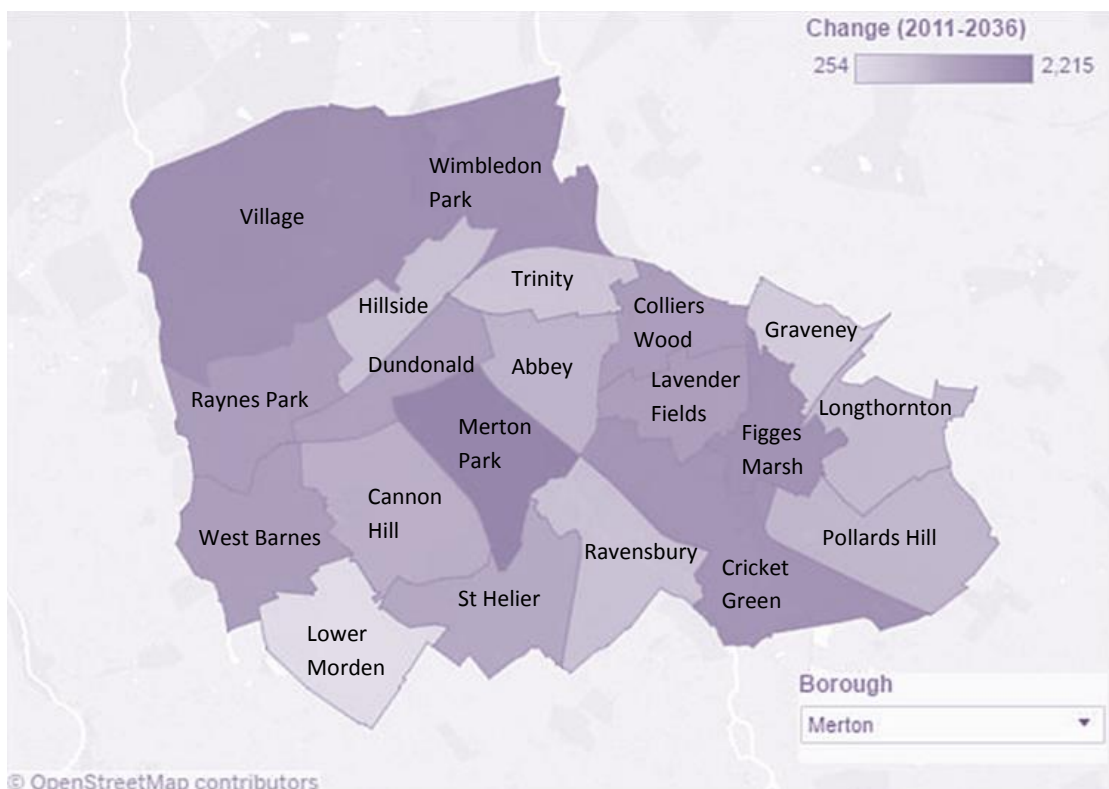 Change (2011-2036)
254
2,215
Wimbledon
Park
Village
Trinity
Hillside
Colliers
Wood
Graveney
Dundonald
Abbey
Lavender
Fields
Raynes Park
Longthornton
Merton
Park
Figges
Marsh
Cannon
Hill
West Barnes
Pollards Hill
Ravensbury
Cricket
Green
St Helier
Lower
Morden
Borough
Merton
© OpenStreetMap contributors